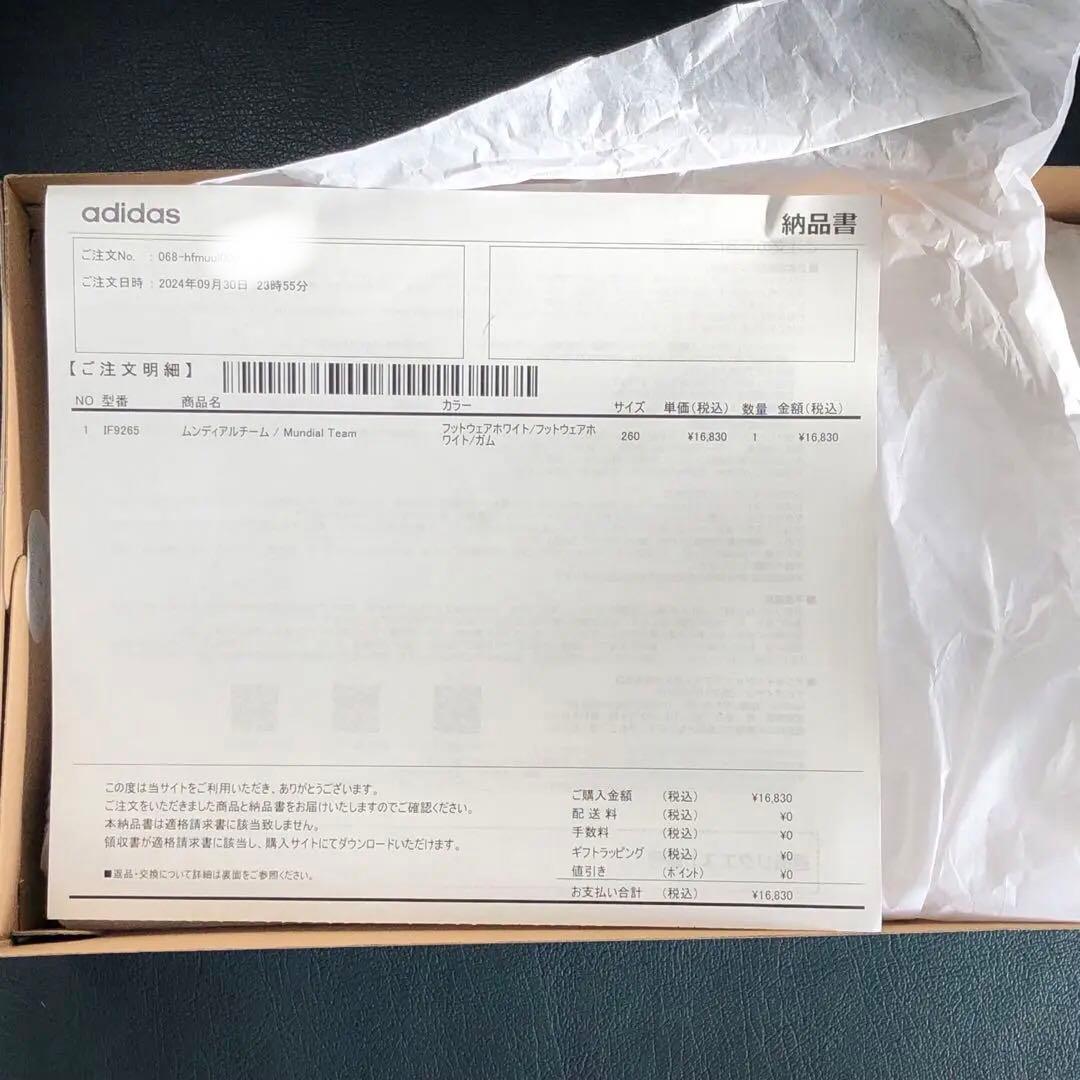 adidas
納品書
ご注文No. : 068-hfmuul
ご注文日時 : 2024年09月30日 23時55分
【ご注文明細】
NO 型番 商品名 カラー サイズ 単価(税込) 数量 金額(税込)
1 IF9265 ムンディアルチーム / Mundial Team フットウェアホワイト/フットウェアホワイト/ガム 260 ¥16,830 1 ¥16,830
この度は当サイトをご利用いただき、ありがとうございます。
ご注文をいただきました商品と納品書をお届けいたしますのでご確認ください。
本納品書は適格請求書に該当致しません。
領収書が適格請求書に該当し、購入サイトにてダウンロードいただけます。
■返品・交換について詳細は裏面をご参照ください。
ご購入金額 (税込) ¥16,830
配送料 (税込) ¥0
手数料 (税込) ¥0
ギフトラッピング (税込) ¥0
値引き (ポイント) ¥0
お支払い合計 (税込) ¥16,830